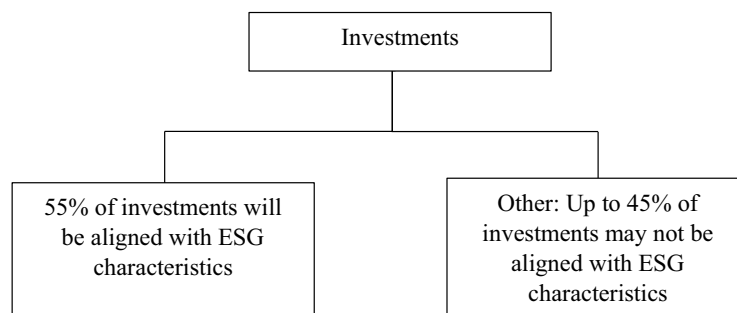 Investments
55% of investments will
be aligned with ESG
characteristics
Other: Up to 45% of
investments may not be
aligned with ESG
characteristics